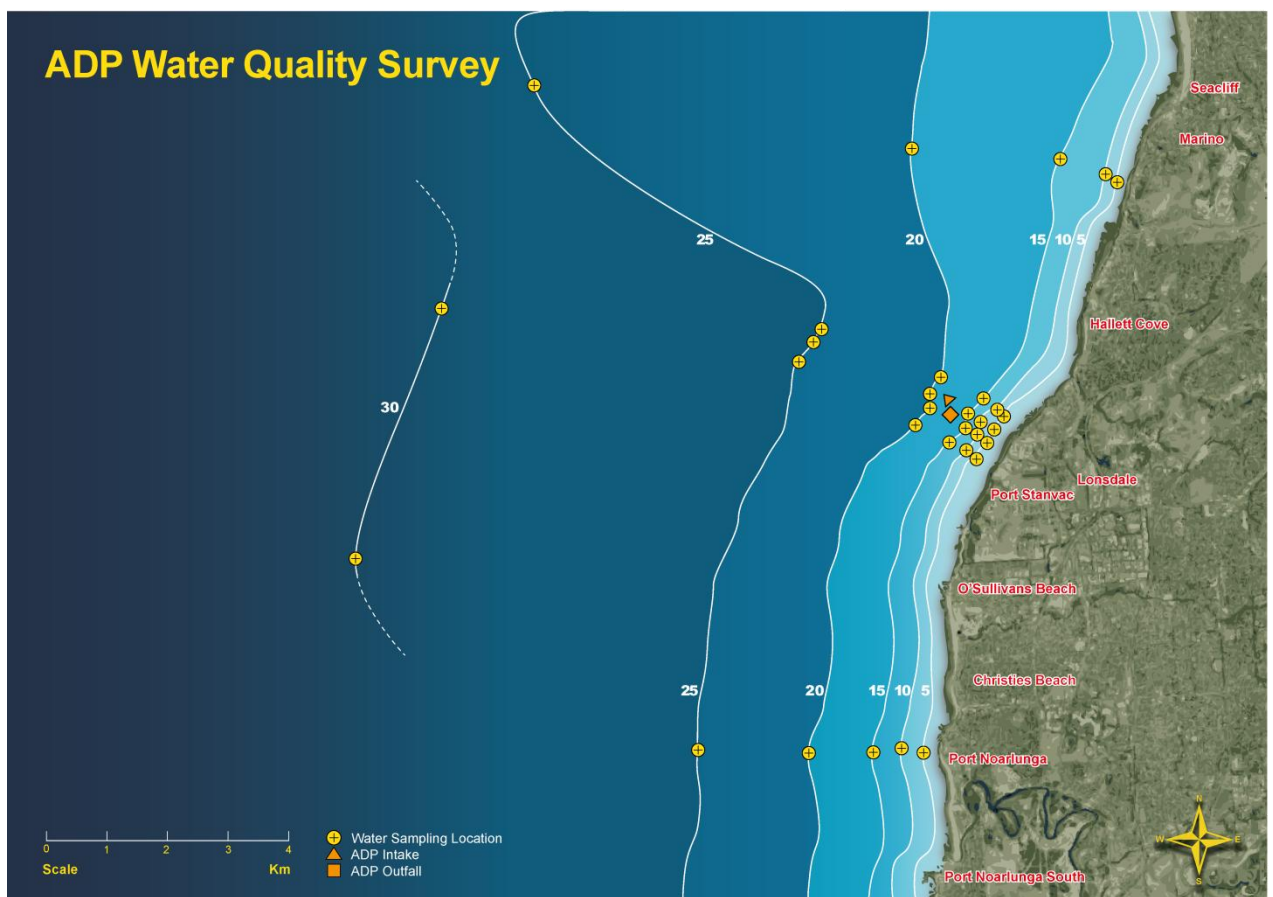 ADP Water Quality Survey
Seacliff
Marino
25
20
15 10 5
Hallett Cove
30
Lonsdale
Port Stanvac
O'Sullivans Beach
Christies Beach
25
20
15 10 5
Port Noarlunga
Port Noarlunga South
0 1 2 3 4
Scale Km
Water Sampling Location
ADP Intake
ADP Outfall
N
W E
S